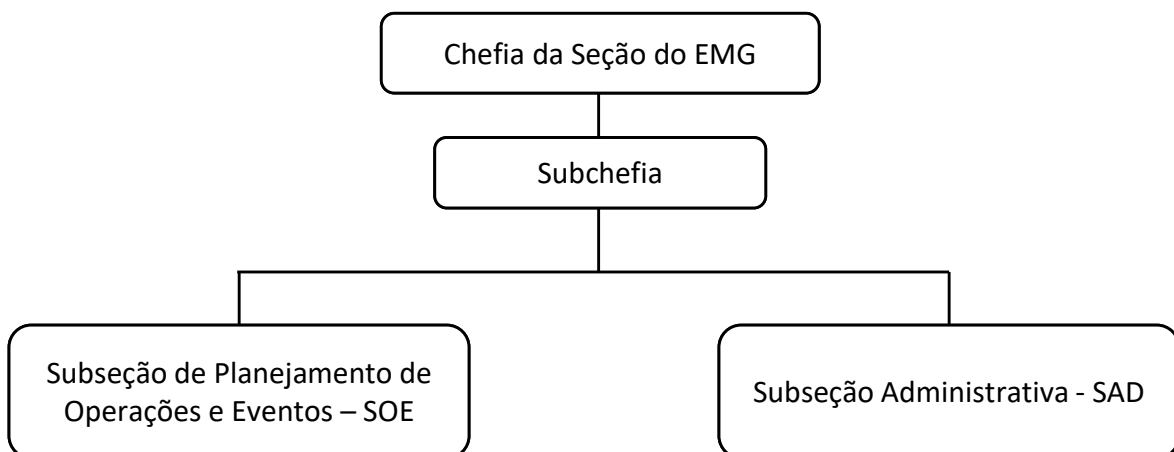 Chefia da Seção do EMG
Subchefia
Subseção de Planejamento de
Operações e Eventos – SOE
Subseção Administrativa - SAD